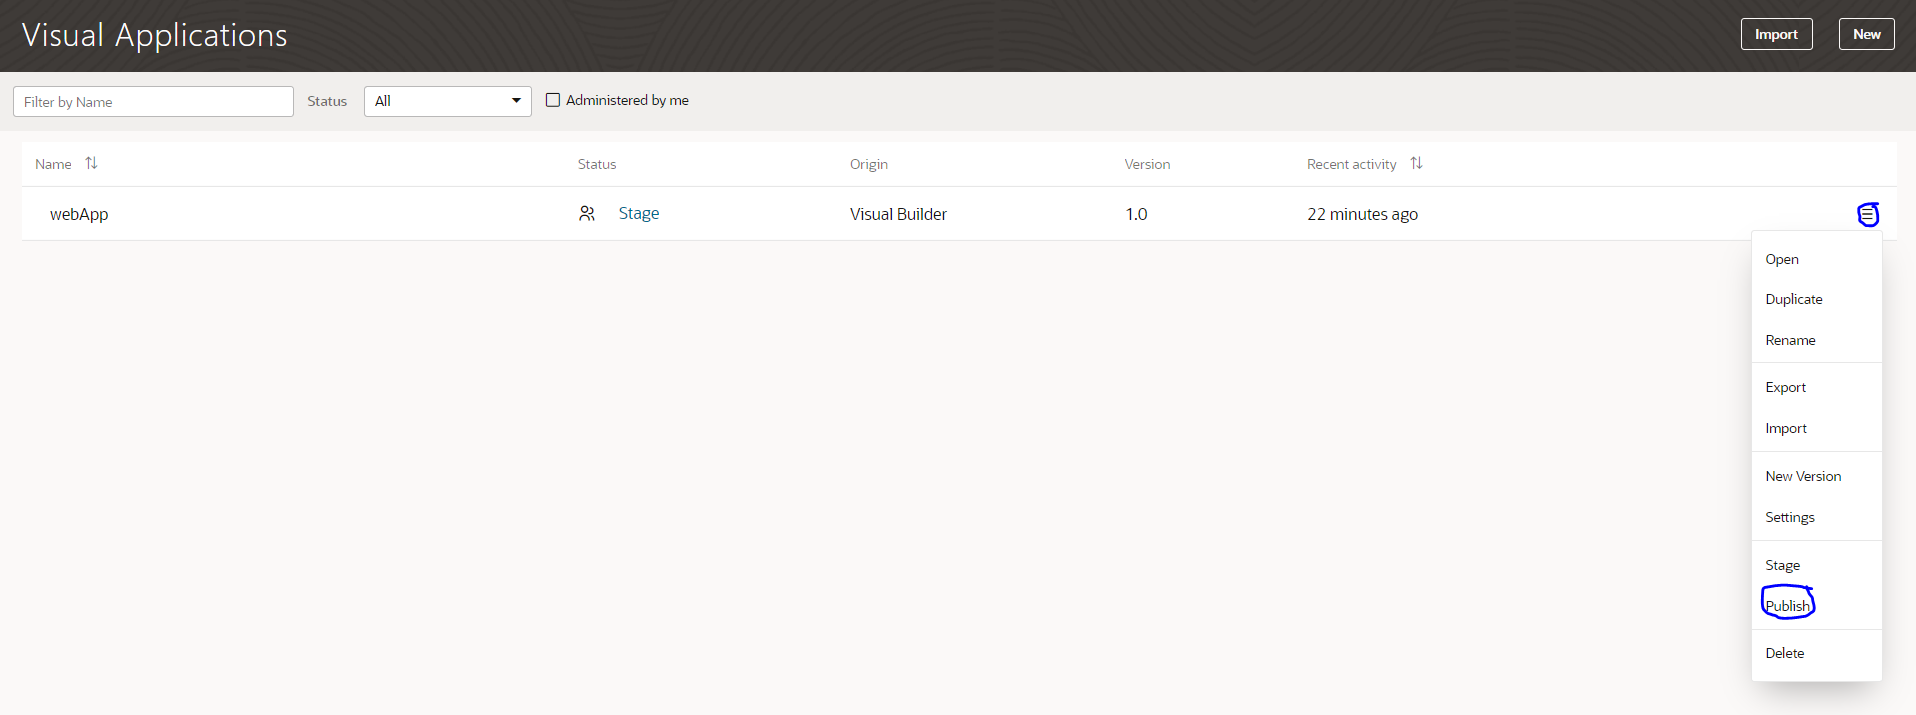 Visual Applications
Import
New
Filter by Name
Status
All
Administered by me
Name
Status
Origin
Version
Recent activity
webApp
Stage
Visual Builder
1.0
22 minutes ago
Open
Duplicate
Rename
Export
Import
New Version
Settings
Stage
Publish
Delete